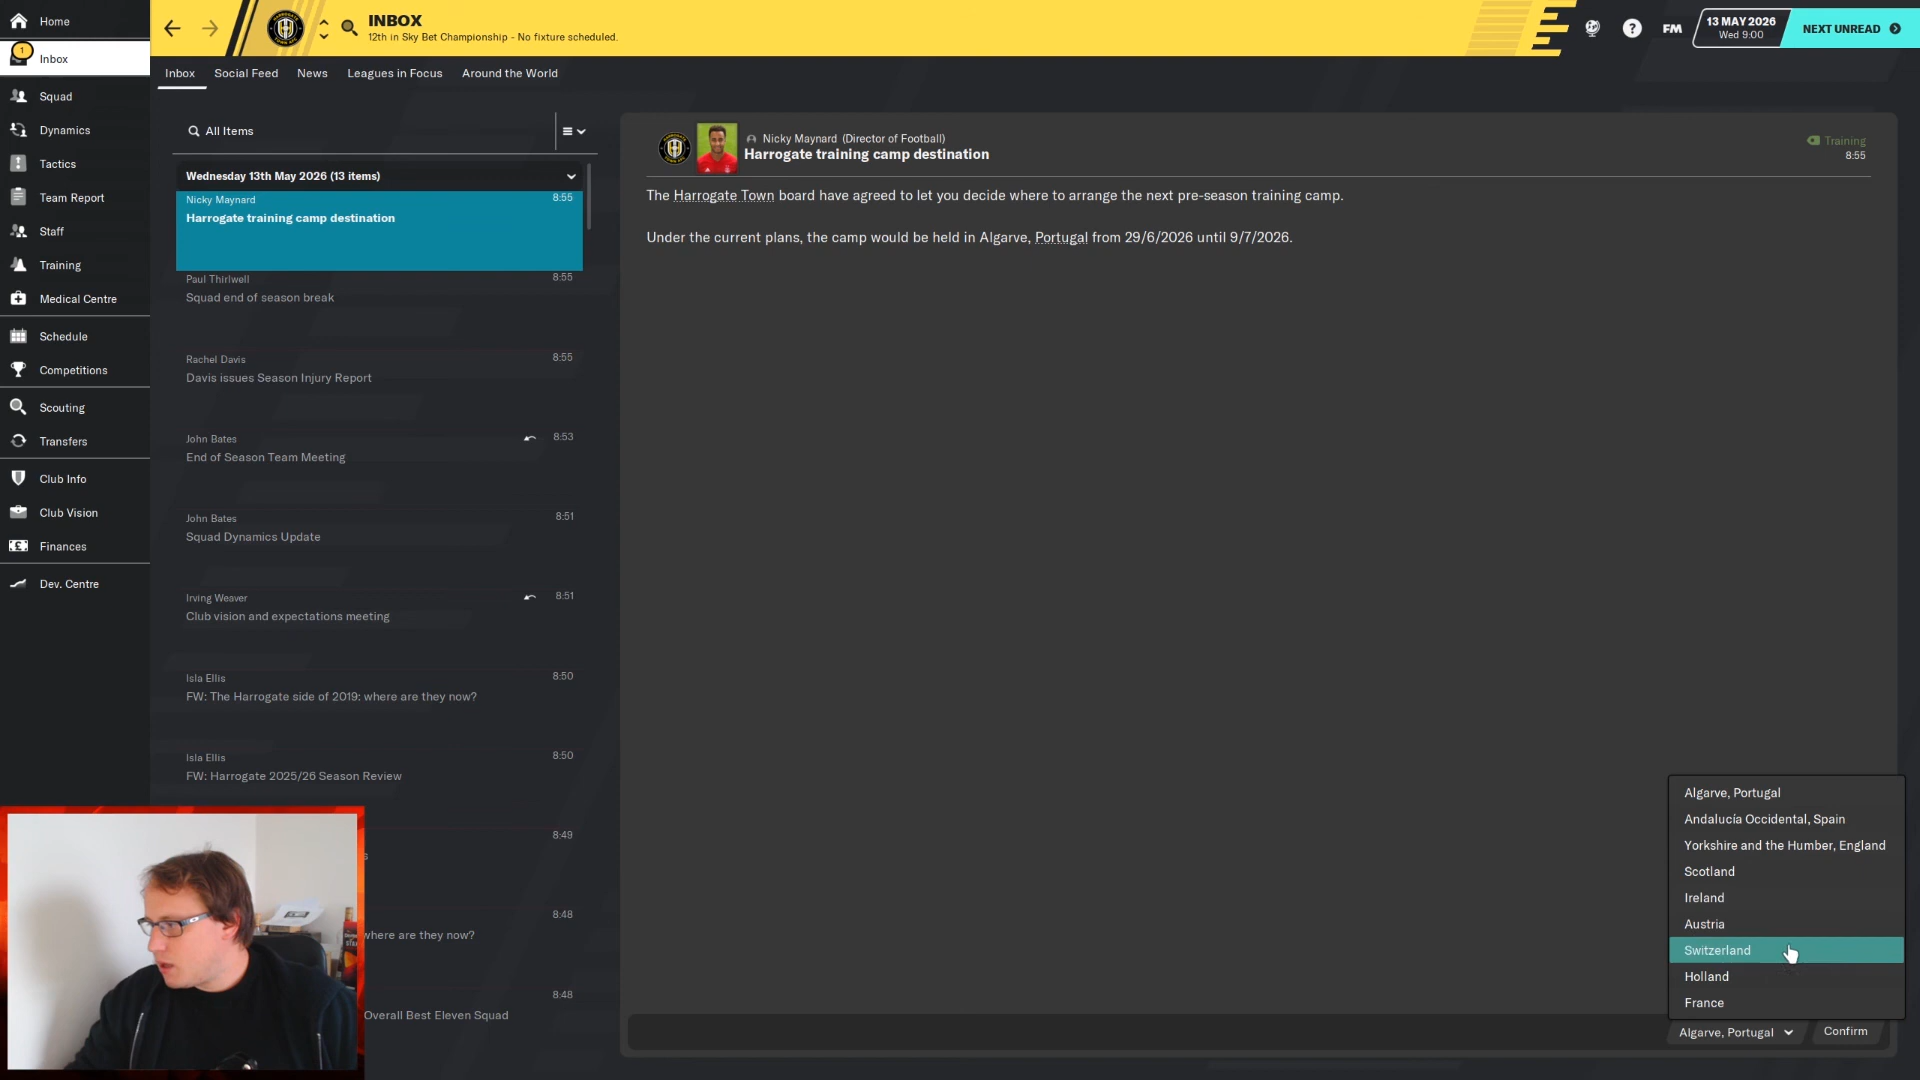 Home
INBOX
12th in Sky Bet Championship - No fixture scheduled.
FM
13 MAY 2026
Wed 9:00
NEXT UNREAD
1
Inbox
Squad
Dynamics
Tactics
Team Report
Staff
Training
Medical Centre
Schedule
Competitions
Scouting
Transfers
Club Info
Club Vision
Finances
Dev. Centre
Inbox
Social Feed
News
Leagues in Focus
Around the World
All Items
Wednesday 13th May 2026 (13 items)
Nicky Maynard 8:55
Harrogate training camp destination
Paul Thirlwell 8:55
Squad end of season break
Rachel Davis 8:55
Davis issues Season Injury Report
John Bates 8:53
End of Season Team Meeting
John Bates 8:51
Squad Dynamics Update
Irving Weaver 8:51
Club vision and expectations meeting
Isla Ellis 8:50
FW: The Harrogate side of 2019: where are they now?
Isla Ellis 8:50
FW: Harrogate 2025/26 Season Review
8:49
8:48
where are they now?
8:48
Overall Best Eleven Squad
Nicky Maynard (Director of Football)
Harrogate training camp destination
Training
8:55
The Harrogate Town board have agreed to let you decide where to arrange the next pre-season training camp.
Under the current plans, the camp would be held in Algarve, Portugal from 29/6/2026 until 9/7/2026.
Algarve, Portugal
Andalucía Occidental, Spain
Yorkshire and the Humber, England
Scotland
Ireland
Austria
Switzerland
Holland
France
Algarve, Portugal
Confirm